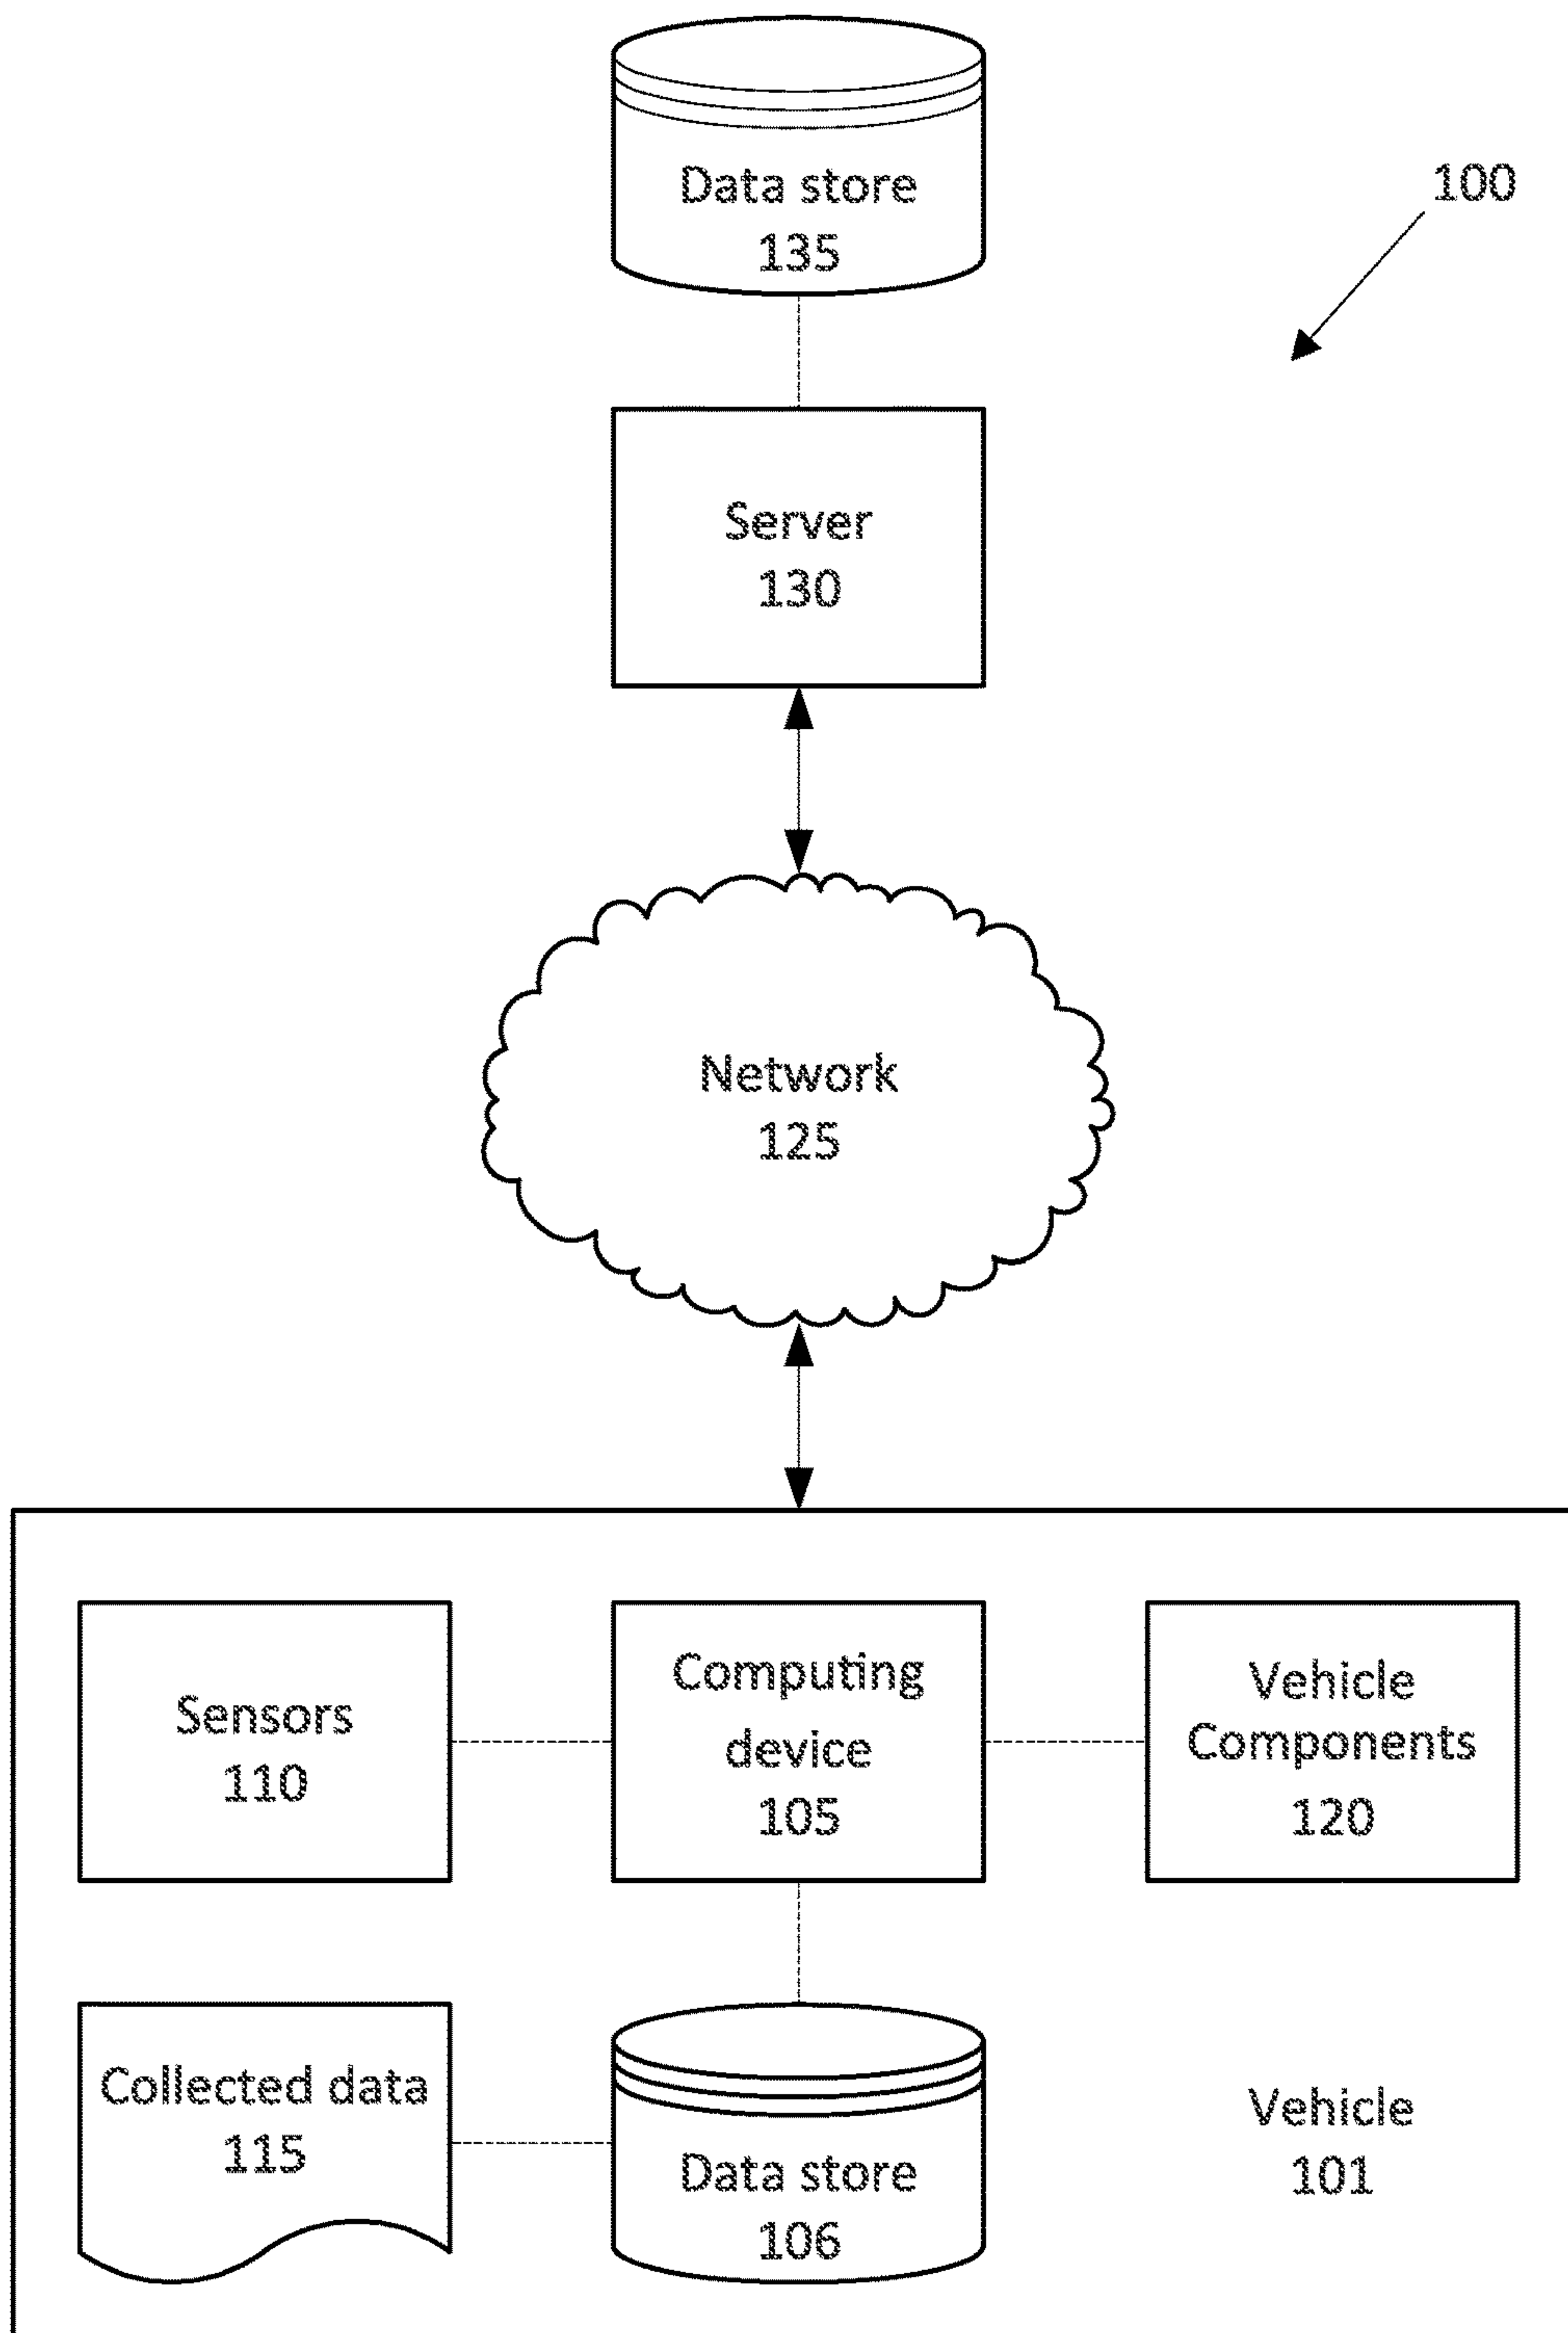 Data store
135
100
Server
130
Network
125
Sensors
110
Computing
device
105
Vehicle
Components
120
Collected data
115
Data store
106
Vehicle
101